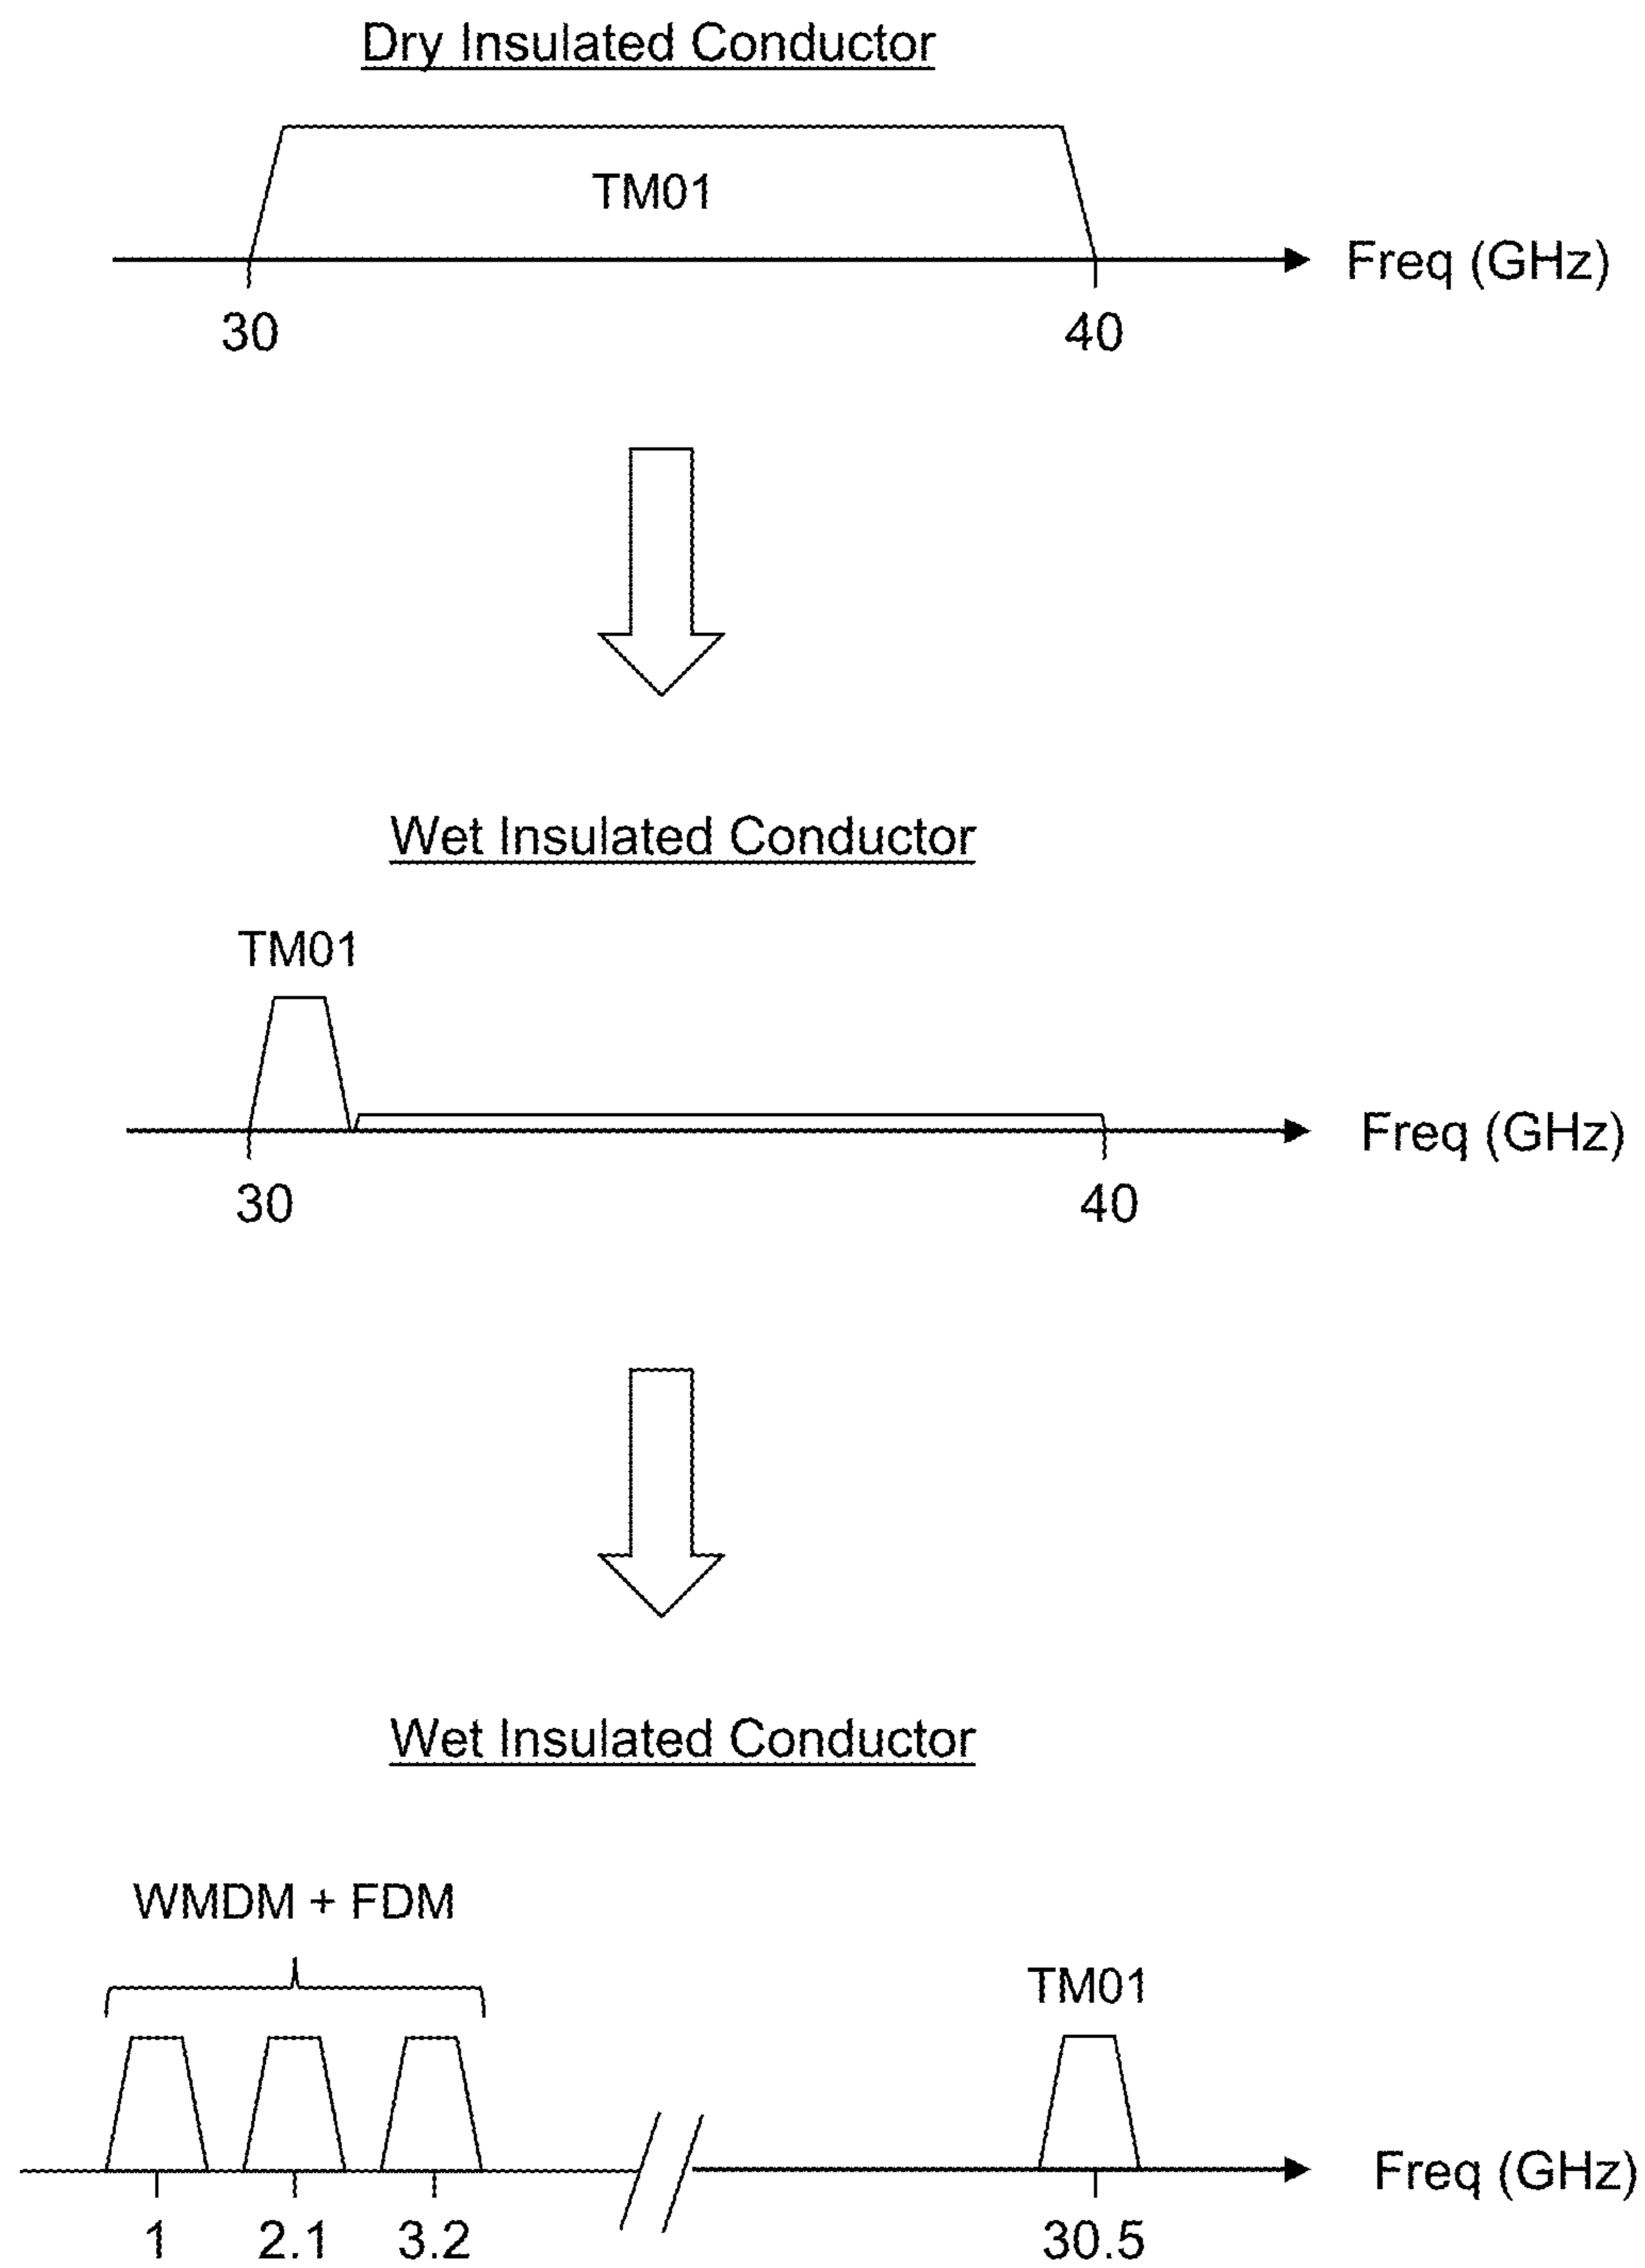 Dry Insulated Conductor
TM01
Freq (GHz)
30 40
Wet Insulated Conductor
TM01
Freq (GHz)
30 40
Wet Insulated Conductor
WMDM + FDM
TM01
Freq (GHz)
1 2.1 3.2 30.5